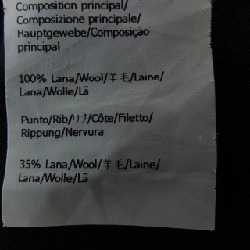 Composition principal/
Composizione principale/
Hauptgewebe/Composição
principal
100% Lana/Wool/羊毛/Laine/
Lana/Wolle/Lã
Punto/Rib/リブ/Côte/Filetto/
Rippung/Nervura
35% Lana/Wool/羊毛/Laine/
Lana/Wolle/Lã